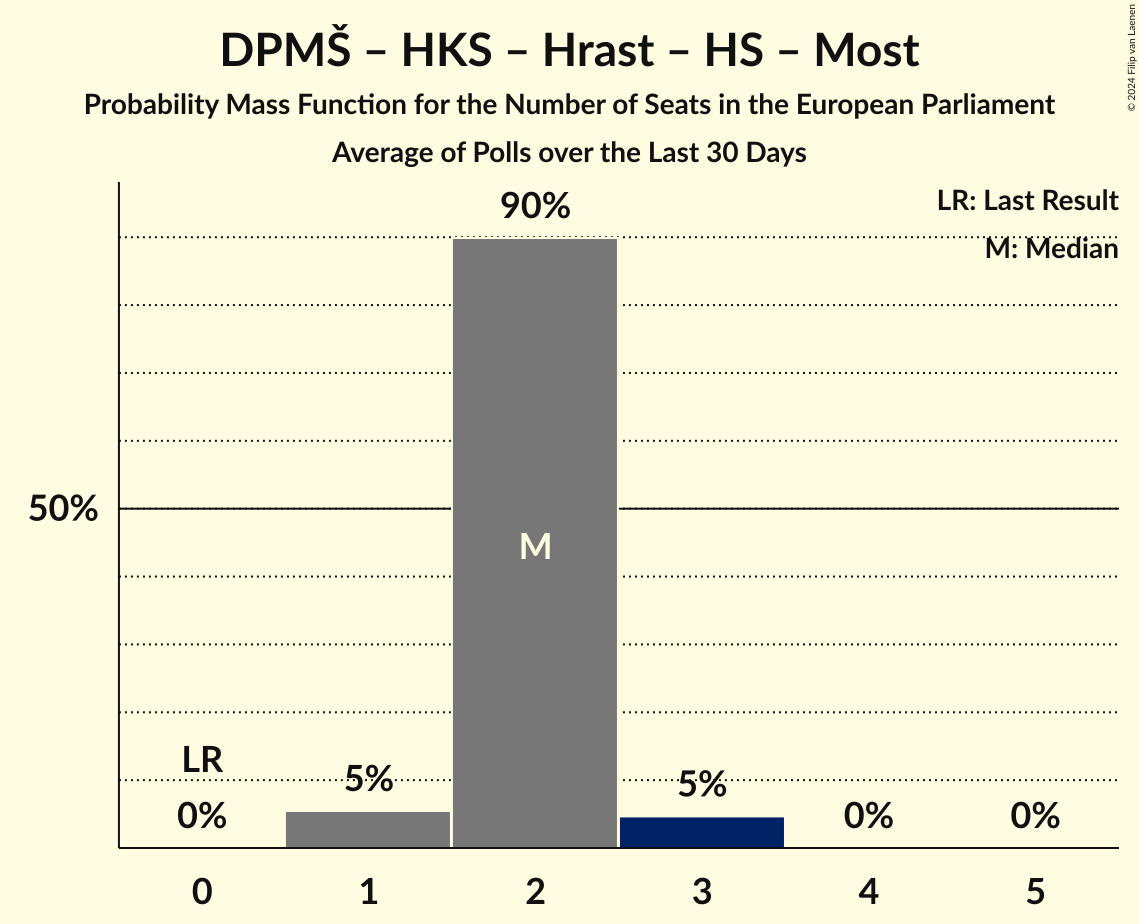 DPMŠ – HKS – Hrast – HS – Most
Probability Mass Function for the Number of Seats in the European Parliament
Average of Polls over the Last 30 Days
© 2024 Filip van Laenen
LR: Last Result
M: Median
90%
50%
M
LR
0%
5%
5%
0%
0%
0
1
2
3
4
5